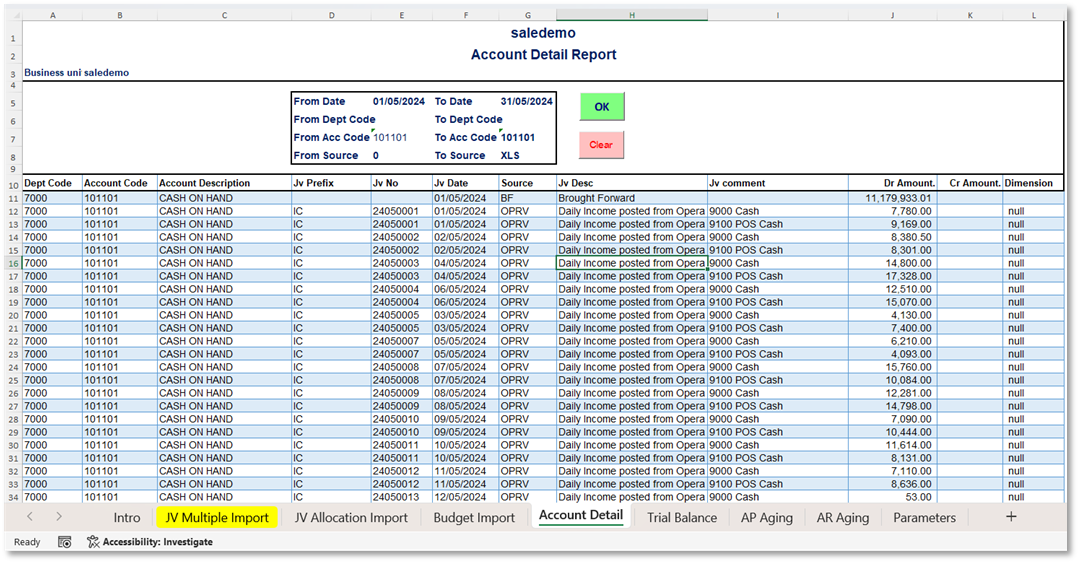 A B C D E F G H I J K L
1 saledemo
2 Account Detail Report
3 Business uni saledemo
4
5 From Date 01/05/2024 To Date 31/05/2024 OK
6 From Dept Code To Dept Code
7 From Acc Code 101101 To Acc Code 101101 Clear
8 From Source 0 To Source XLS
9
10 Dept Code Account Code Account Description Jv Prefix Jv No Jv Date Source Jv Desc Jv comment Dr Amount. Cr Amount. Dimension
11 7000 101101 CASH ON HAND 01/05/2024 BF Brought Forward 11,179,933.01
12 7000 101101 CASH ON HAND IC 24050001 01/05/2024 OPRV Daily Income posted from Opera 9000 Cash 7,780.00 null
13 7000 101101 CASH ON HAND IC 24050001 01/05/2024 OPRV Daily Income posted from Opera 9100 POS Cash 9,169.00 null
14 7000 101101 CASH ON HAND IC 24050002 02/05/2024 OPRV Daily Income posted from Opera 9000 Cash 8,380.50 null
15 7000 101101 CASH ON HAND IC 24050002 02/05/2024 OPRV Daily Income posted from Opera 9100 POS Cash 8,301.00 null
16 7000 101101 CASH ON HAND IC 24050003 04/05/2024 OPRV Daily Income posted from Opera 9000 Cash 14,800.00 null
17 7000 101101 CASH ON HAND IC 24050003 04/05/2024 OPRV Daily Income posted from Opera 9100 POS Cash 17,328.00 null
18 7000 101101 CASH ON HAND IC 24050004 06/05/2024 OPRV Daily Income posted from Opera 9000 Cash 12,510.00 null
19 7000 101101 CASH ON HAND IC 24050004 06/05/2024 OPRV Daily Income posted from Opera 9100 POS Cash 15,070.00 null
20 7000 101101 CASH ON HAND IC 24050005 03/05/2024 OPRV Daily Income posted from Opera 9000 Cash 4,130.00 null
21 7000 101101 CASH ON HAND IC 24050005 03/05/2024 OPRV Daily Income posted from Opera 9100 POS Cash 7,400.00 null
22 7000 101101 CASH ON HAND IC 24050007 05/05/2024 OPRV Daily Income posted from Opera 9000 Cash 6,210.00 null
23 7000 101101 CASH ON HAND IC 24050007 05/05/2024 OPRV Daily Income posted from Opera 9100 POS Cash 4,093.00 null
24 7000 101101 CASH ON HAND IC 24050008 07/05/2024 OPRV Daily Income posted from Opera 9000 Cash 15,760.00 null
25 7000 101101 CASH ON HAND IC 24050008 07/05/2024 OPRV Daily Income posted from Opera 9100 POS Cash 10,084.00 null
26 7000 101101 CASH ON HAND IC 24050009 08/05/2024 OPRV Daily Income posted from Opera 9000 Cash 12,281.00 null
27 7000 101101 CASH ON HAND IC 24050009 08/05/2024 OPRV Daily Income posted from Opera 9100 POS Cash 14,798.00 null
28 7000 101101 CASH ON HAND IC 24050010 09/05/2024 OPRV Daily Income posted from Opera 9000 Cash 7,090.00 null
29 7000 101101 CASH ON HAND IC 24050010 09/05/2024 OPRV Daily Income posted from Opera 9100 POS Cash 10,444.00 null
30 7000 101101 CASH ON HAND IC 24050011 10/05/2024 OPRV Daily Income posted from Opera 9000 Cash 11,614.00 null
31 7000 101101 CASH ON HAND IC 24050011 10/05/2024 OPRV Daily Income posted from Opera 9100 POS Cash 8,131.00 null
32 7000 101101 CASH ON HAND IC 24050012 11/05/2024 OPRV Daily Income posted from Opera 9000 Cash 7,110.00 null
33 7000 101101 CASH ON HAND IC 24050012 11/05/2024 OPRV Daily Income posted from Opera 9100 POS Cash 8,636.00 null
34 7000 101101 CASH ON HAND IC 24050013 12/05/2024 OPRV Daily Income posted from Opera 9000 Cash 53.00 null
Intro JV Multiple Import JV Allocation Import Budget Import Account Detail Trial Balance AP Aging AR Aging Parameters +
Ready Accessibility: Investigate